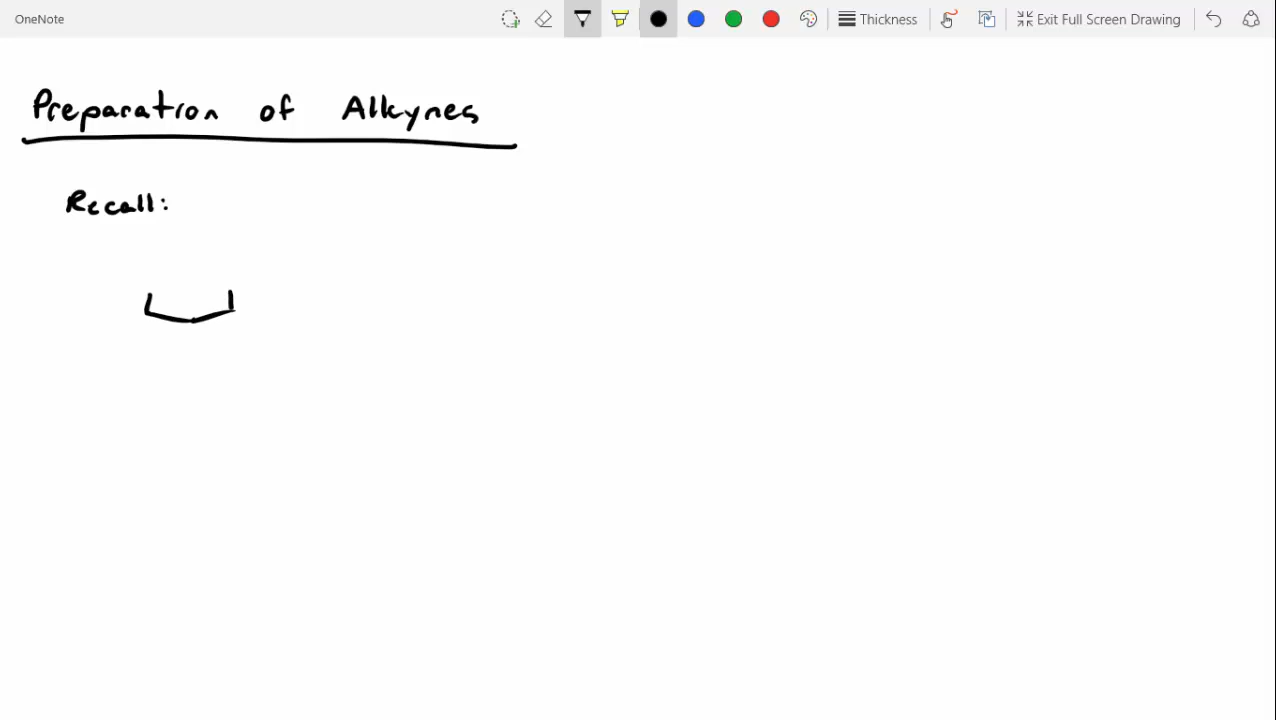 OneNote
Thickness
Exit Full Screen Drawing
Preparation of Alkynes
Recall: